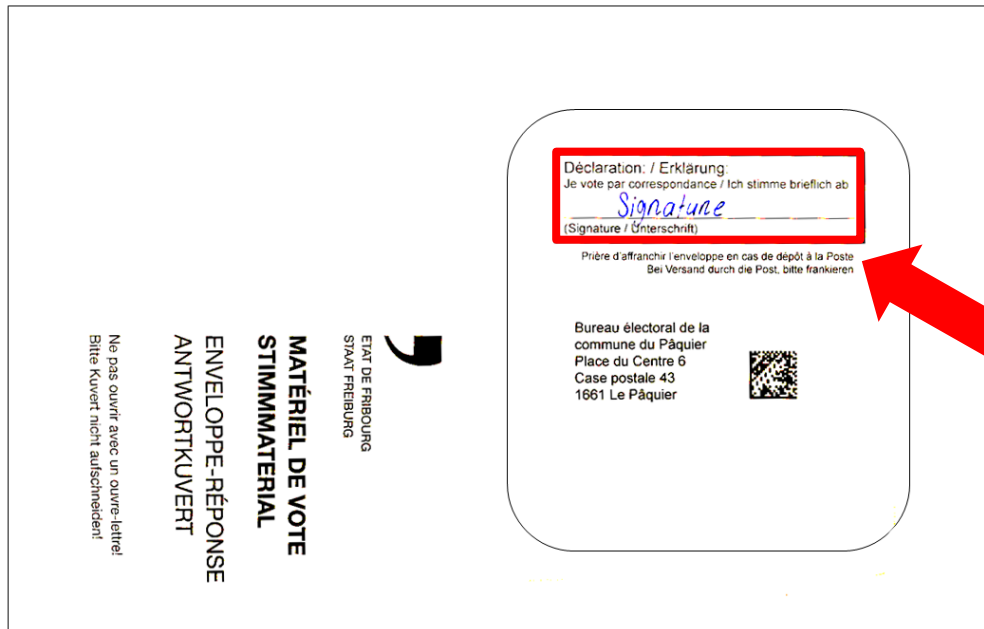 Déclaration: / Erklärung:
Je vote par correspondance / Ich stimme brieflich ab
Signature
(Signature / Unterschrift)
Prière d'affranchir l'enveloppe en cas de dépôt à la Poste
Bei Versand durch die Post, bitte frankieren
Bureau électoral de la
commune du Pâquier
Place du Centre 6
Case postale 43
1661 Le Pâquier
ETAT DE FRIBOURG
STAAT FREIBURG
MATÉRIEL DE VOTE
STIMMMATERIAL
ENVELOPPE-RÉPONSE
ANTWORTKUVERT
Ne pas ouvrir avec un ouvre-lettre!
Bitte Kuvert nicht aufschneiden!